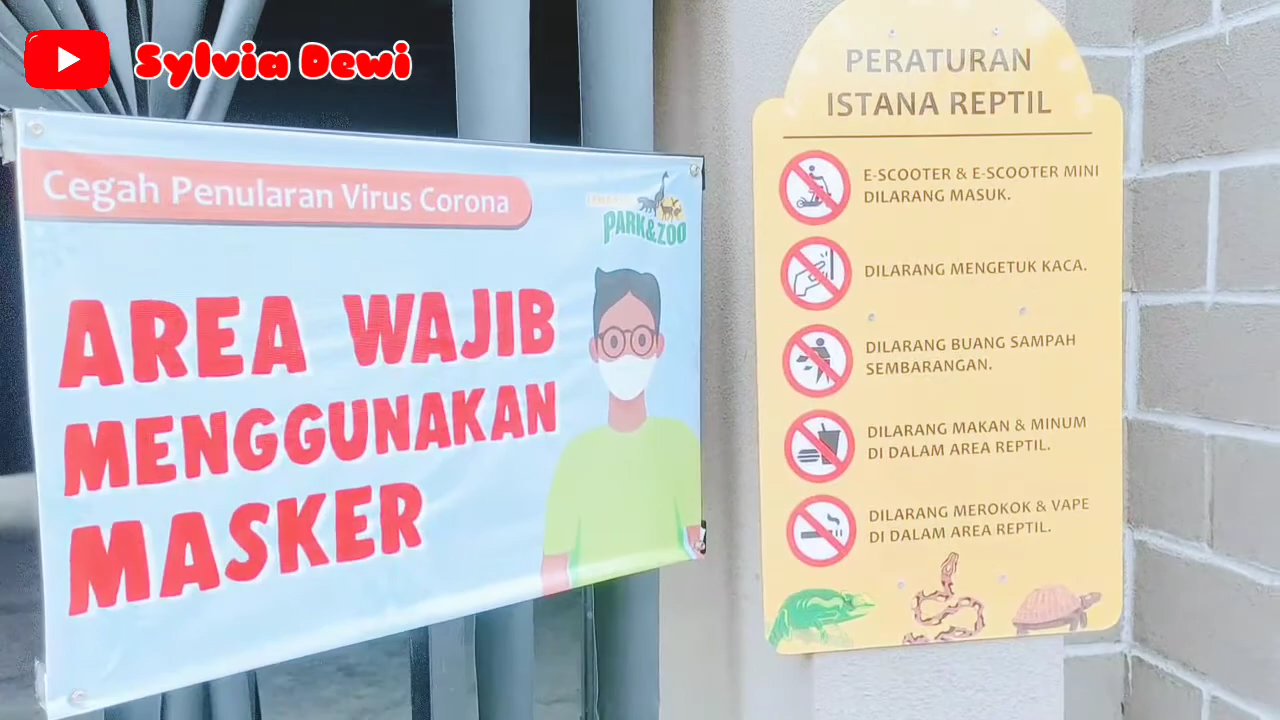 Sylvia Dewi
Cegah Penularan Virus Corona
PARK&ZOO
AREA WAJIB
MENGGUNAKAN
MASKER
PERATURAN
ISTANA REPTIL
E-SCOOTER & E-SCOOTER MINI
DILARANG MASUK.
DILARANG MENGETUK KACA.
DILARANG BUANG SAMPAH
SEMBARANGAN.
DILARANG MAKAN & MINUM
DI DALAM AREA REPTIL.
DILARANG MEROKOK & VAPE
DI DALAM AREA REPTIL.